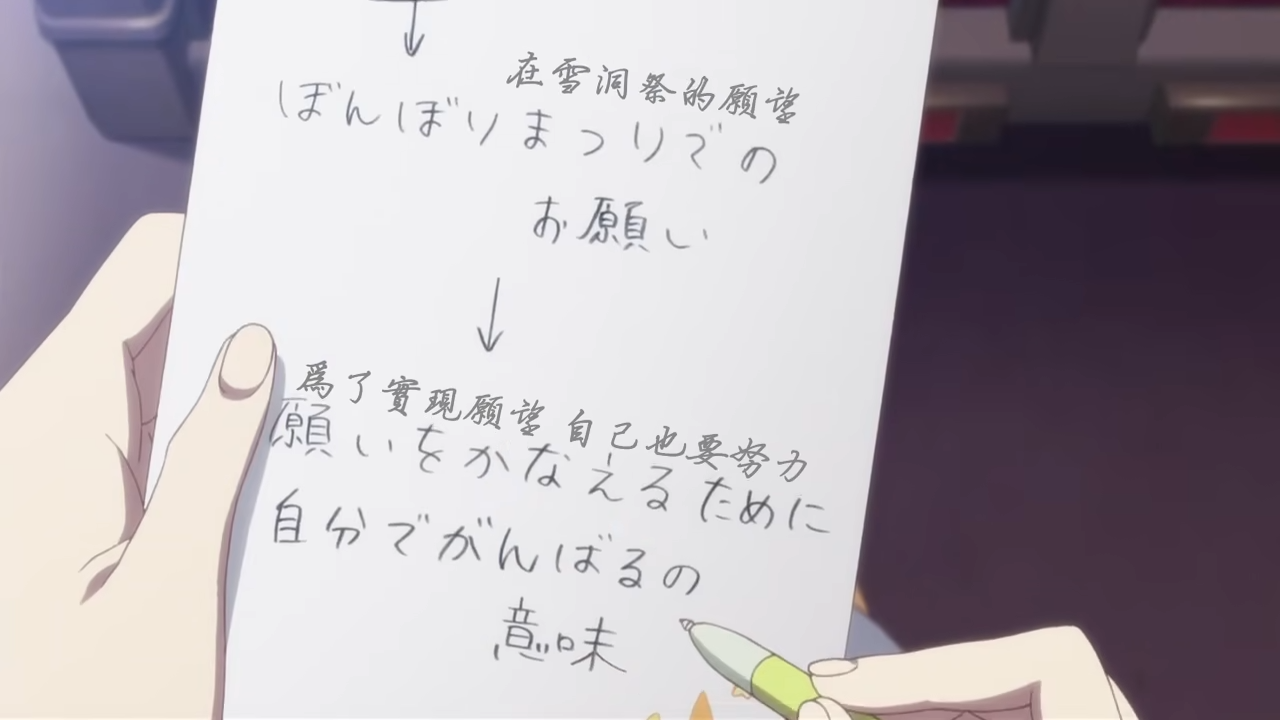 在雪洞祭的願望
ぼんぼりまつりでの
お願い
爲了實現願望 自己也要努力
願いをかなえるために
自分でがんばるの
意味